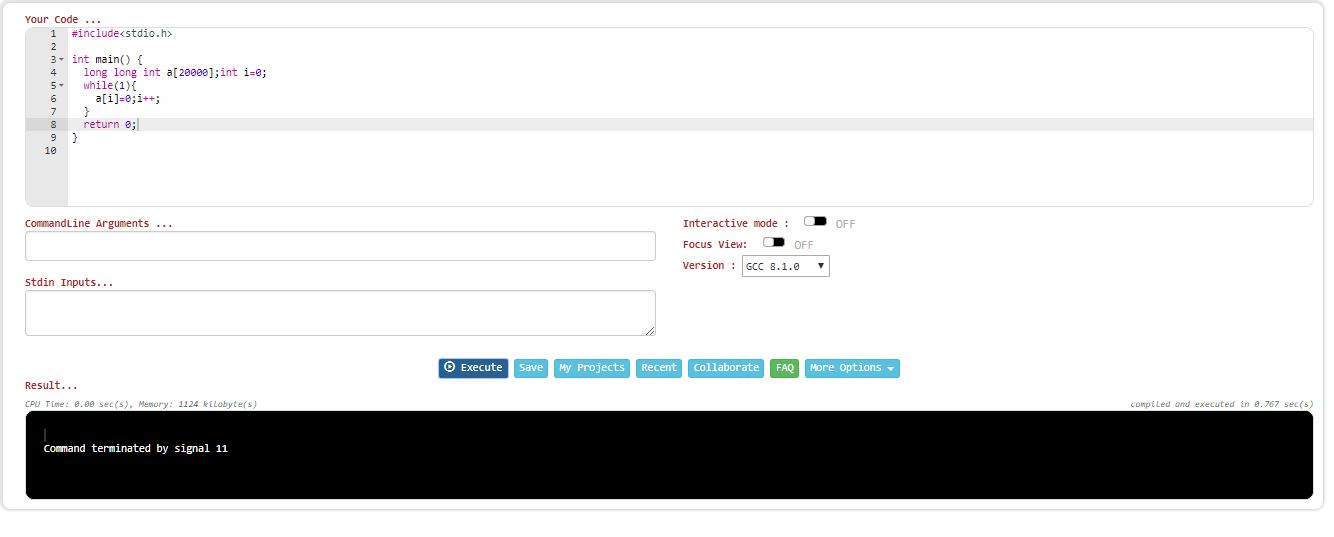 Your Code ...
1 #include<stdio.h>
2
3 int main() {
4 long long int a[20000];int i=0;
5 while(1){
6 a[i]=0;i++;
7 }
8 return 0;
9 }
10
CommandLine Arguments ...
Interactive mode : OFF
Focus View: OFF
Version : GCC 8.1.0
Stdin Inputs...
Execute Save My Projects Recent Collaborate FAQ More Options
Result...
CPU Time: 0.00 sec(s), Memory: 1124 kilobyte(s) compiled and executed in 0.767 sec(s)
Command terminated by signal 11